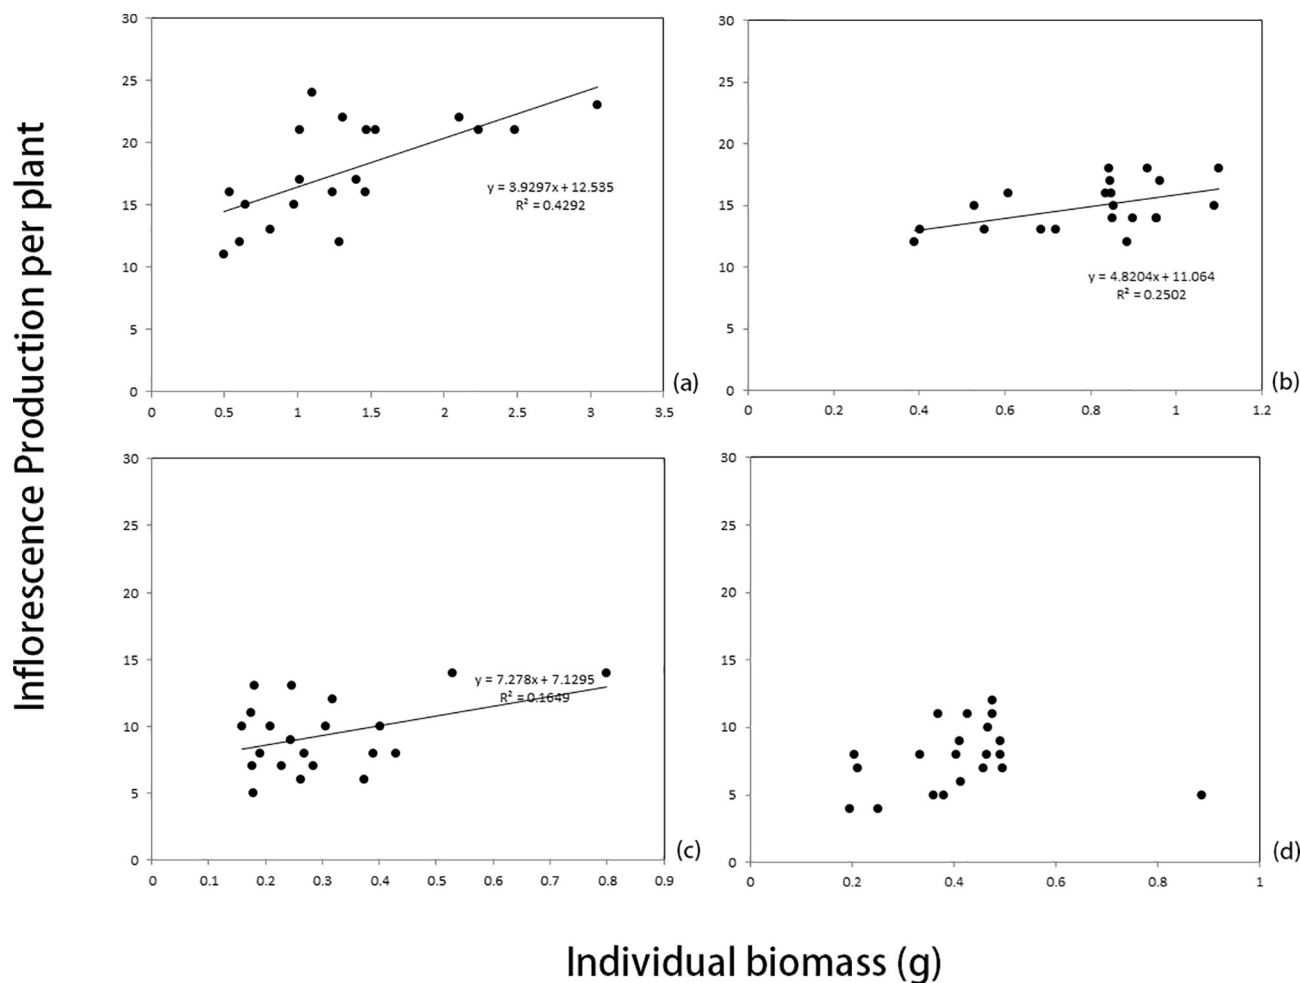 Inflorescence Production per plant
30
25
20
15
10
5
0
0 0.5 1 1.5 2 2.5 3 3.5
y = 3.9297x + 12.535
R² = 0.4292
(a)
30
25
20
15
10
5
0
0 0.2 0.4 0.6 0.8 1 1.2
y = 4.8204x + 11.064
R² = 0.2502
(b)
30
25
20
15
10
5
0
0 0.1 0.2 0.3 0.4 0.5 0.6 0.7 0.8 0.9
y = 7.278x + 7.1295
R² = 0.1649
(c)
30
25
20
15
10
5
0
0 0.2 0.4 0.6 0.8 1
(d)
Individual biomass (g)